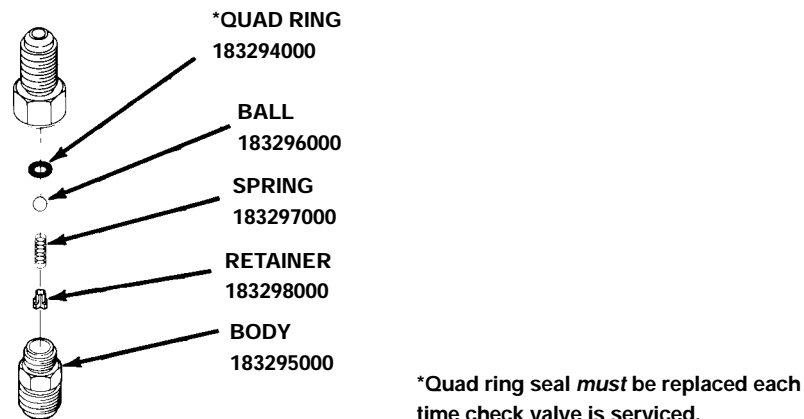 *QUAD RING
183294000
BALL
183296000
SPRING
183297000
RETAINER
183298000
BODY
183295000
*Quad ring seal must be replaced each
time check valve is serviced.